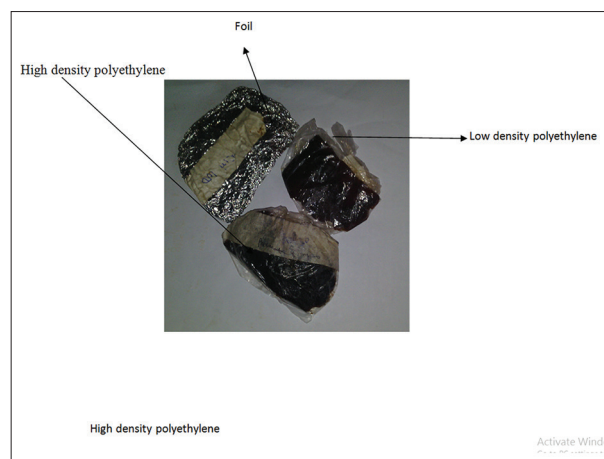 Foil
High density polyethylene
Low density polyethylene
High density polyethylene
Activate Wind